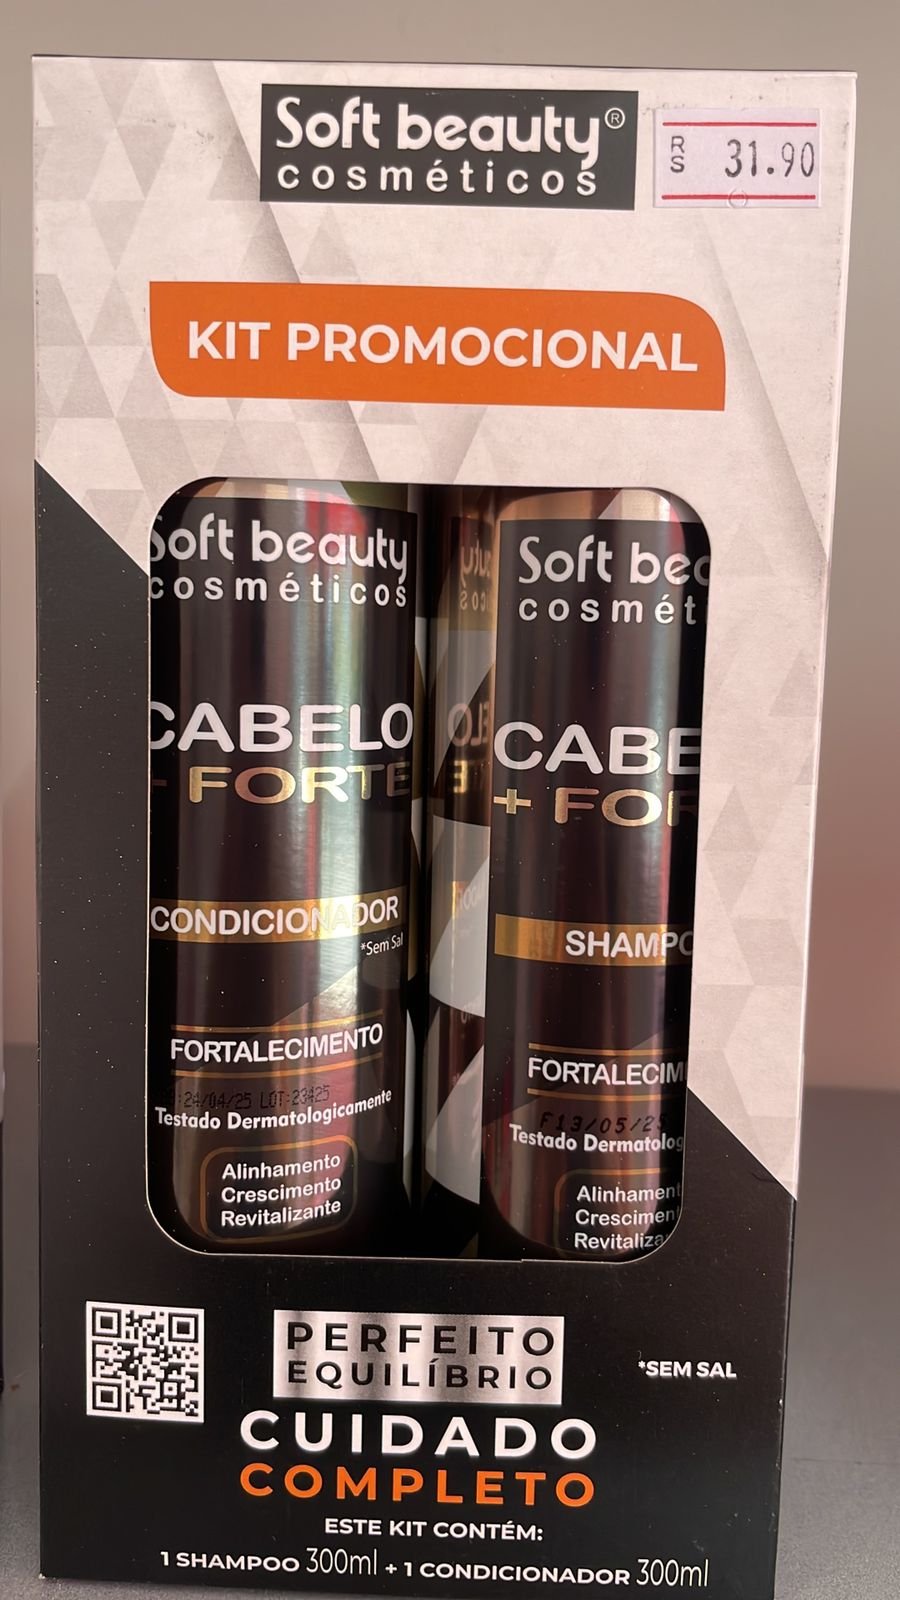 Soft beauty®
cosméticos
R$ 31.90
KIT PROMOCIONAL
Soft beauty
cosméticos
CABELO
+ FORTE
CONDICIONADOR
*Sem Sal
FORTALECIMENTO
24/04/25 LOT:23425
Testado Dermatologicamente
Alinhamento
Crescimento
Revitalizante
Soft bea
cosmét
CABE
+ FOR
SHAMPO
FORTALECIM
F13/05/25
Testado Dermatolog
Alinhament
Crescimen
Revitaliza
PERFEITO
EQUILÍBRIO
*SEM SAL
CUIDADO
COMPLETO
ESTE KIT CONTÉM:
1 SHAMPOO 300ml + 1 CONDICIONADOR 300ml